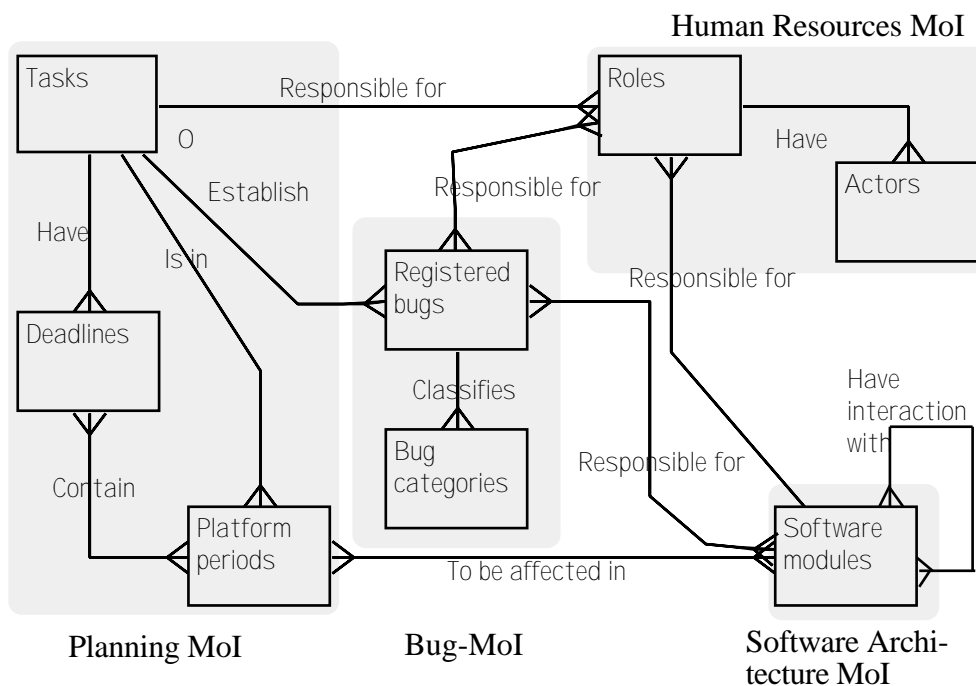 Human Resources MoI
Tasks
Responsible for
Roles
O
Have
Establish
Responsible for
Actors
Have
Is in
Registered
bugs
Responsible for
Deadlines
Classifies
Have
interaction
with
Bug
categories
Responsible for
Contain
Platform
periods
Software
modules
To be affected in
Planning MoI
Bug-MoI
Software Archi-
tecture MoI